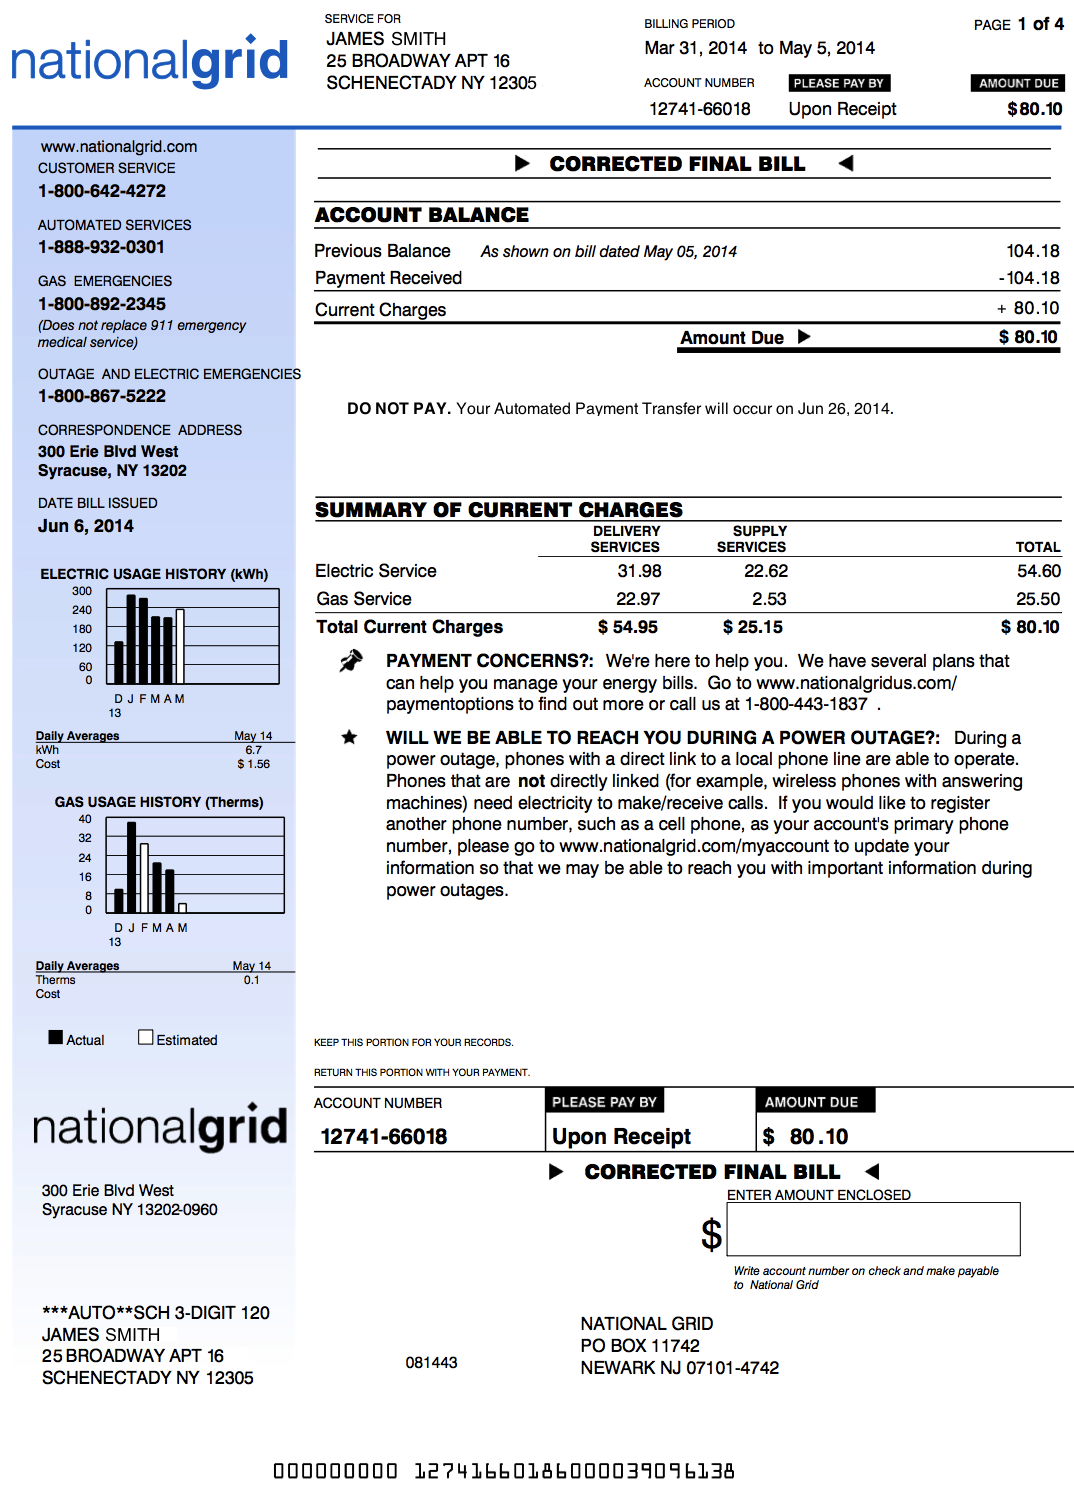 nationalgrid
SERVICE FOR
JAMES SMITH
25 BROADWAY APT 16
SCHENECTADY NY 12305
BILLING PERIOD
Mar 31, 2014 to May 5, 2014
PAGE 1 of 4
ACCOUNT NUMBER PLEASE PAY BY AMOUNT DUE
12741-66018 Upon Receipt $80.10
www.nationalgrid.com
CUSTOMER SERVICE
1-800-642-4272
AUTOMATED SERVICES
1-888-932-0301
GAS EMERGENCIES
1-800-892-2345
(Does not replace 911 emergency
medical service)
OUTAGE AND ELECTRIC EMERGENCIES
1-800-867-5222
CORRESPONDENCE ADDRESS
300 Erie Blvd West
Syracuse, NY 13202
DATE BILL ISSUED
Jun 6, 2014
ELECTRIC USAGE HISTORY (kWh)
300
240
180
120
60
0
D J F M A M
13
Daily Averages May 14
kWh 6.7
Cost $ 1.56
GAS USAGE HISTORY (Therms)
40
32
24
16
8
0
D J F M A M
13
Daily Averages May 14
Therms 0.1
Cost
Actual Estimated
CORRECTED FINAL BILL
ACCOUNT BALANCE
Previous Balance As shown on bill dated May 05, 2014 104.18
Payment Received -104.18
Current Charges + 80.10
Amount Due $ 80.10
DO NOT PAY. Your Automated Payment Transfer will occur on Jun 26, 2014.
SUMMARY OF CURRENT CHARGES
DELIVERY SUPPLY
SERVICES SERVICES TOTAL
Electric Service 31.98 22.62 54.60
Gas Service 22.97 2.53 25.50
Total Current Charges $ 54.95 $ 25.15 $ 80.10
PAYMENT CONCERNS?: We're here to help you. We have several plans that
can help you manage your energy bills. Go to www.nationalgridus.com/
paymentoptions to find out more or call us at 1-800-443-1837 .
WILL WE BE ABLE TO REACH YOU DURING A POWER OUTAGE?: During a
power outage, phones with a direct link to a local phone line are able to operate.
Phones that are not directly linked (for example, wireless phones with answering
machines) need electricity to make/receive calls. If you would like to register
another phone number, such as a cell phone, as your account's primary phone
number, please go to www.nationalgrid.com/myaccount to update your
information so that we may be able to reach you with important information during
power outages.
KEEP THIS PORTION FOR YOUR RECORDS.
RETURN THIS PORTION WITH YOUR PAYMENT.
nationalgrid
300 Erie Blvd West
Syracuse NY 13202-0960
ACCOUNT NUMBER PLEASE PAY BY AMOUNT DUE
12741-66018 Upon Receipt $ 80.10
CORRECTED FINAL BILL
ENTER AMOUNT ENCLOSED
$
Write account number on check and make payable
to National Grid
***AUTO**SCH 3-DIGIT 120
JAMES SMITH
25 BROADWAY APT 16
SCHENECTADY NY 12305
081443
NATIONAL GRID
PO BOX 11742
NEWARK NJ 07101-4742
000000000 12741660186000039096138